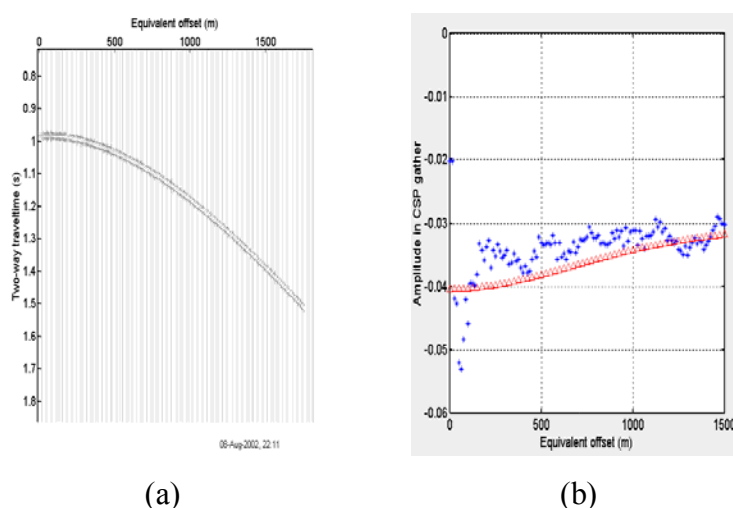 Equivalent offset (m)
0 500 1000 1500
Two-way traveltime (s)
0.8
0.9
1
1.1
1.2
1.3
1.4
1.5
1.6
1.7
1.8
08-Aug-2002, 22:11
(a)
Amplitude in CSP gather
0
-0.01
-0.02
-0.03
-0.04
-0.05
-0.06
0 500 1000 1500
Equivalent offset (m)
(b)